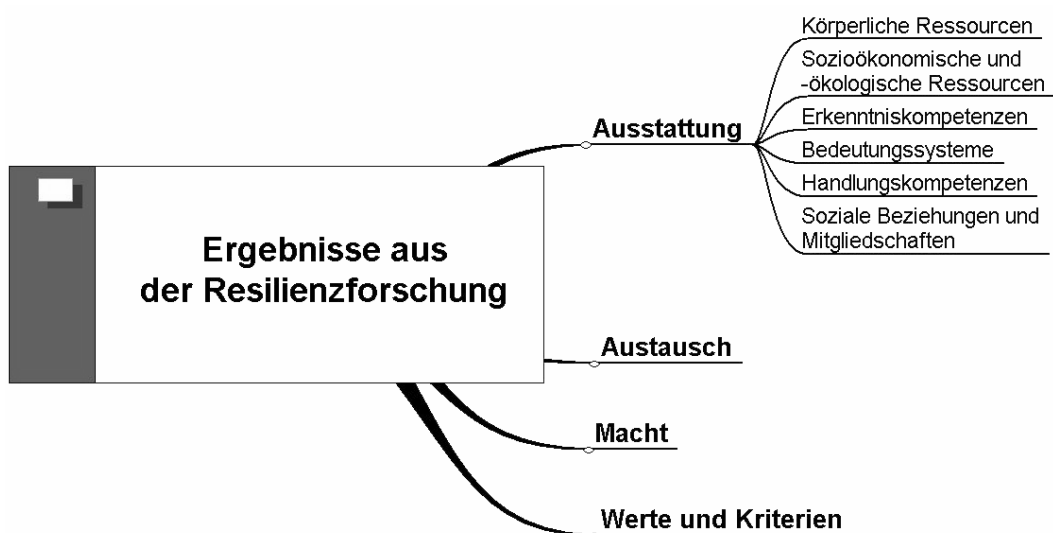 Ergebnisse aus
der Resilienzforschung
Ausstattung
Körperliche Ressourcen
Sozioökonomische und
-ökologische Ressourcen
Erkenntniskompetenzen
Bedeutungssysteme
Handlungskompetenzen
Soziale Beziehungen und
Mitgliedschaften
Austausch
Macht
Werte und Kriterien